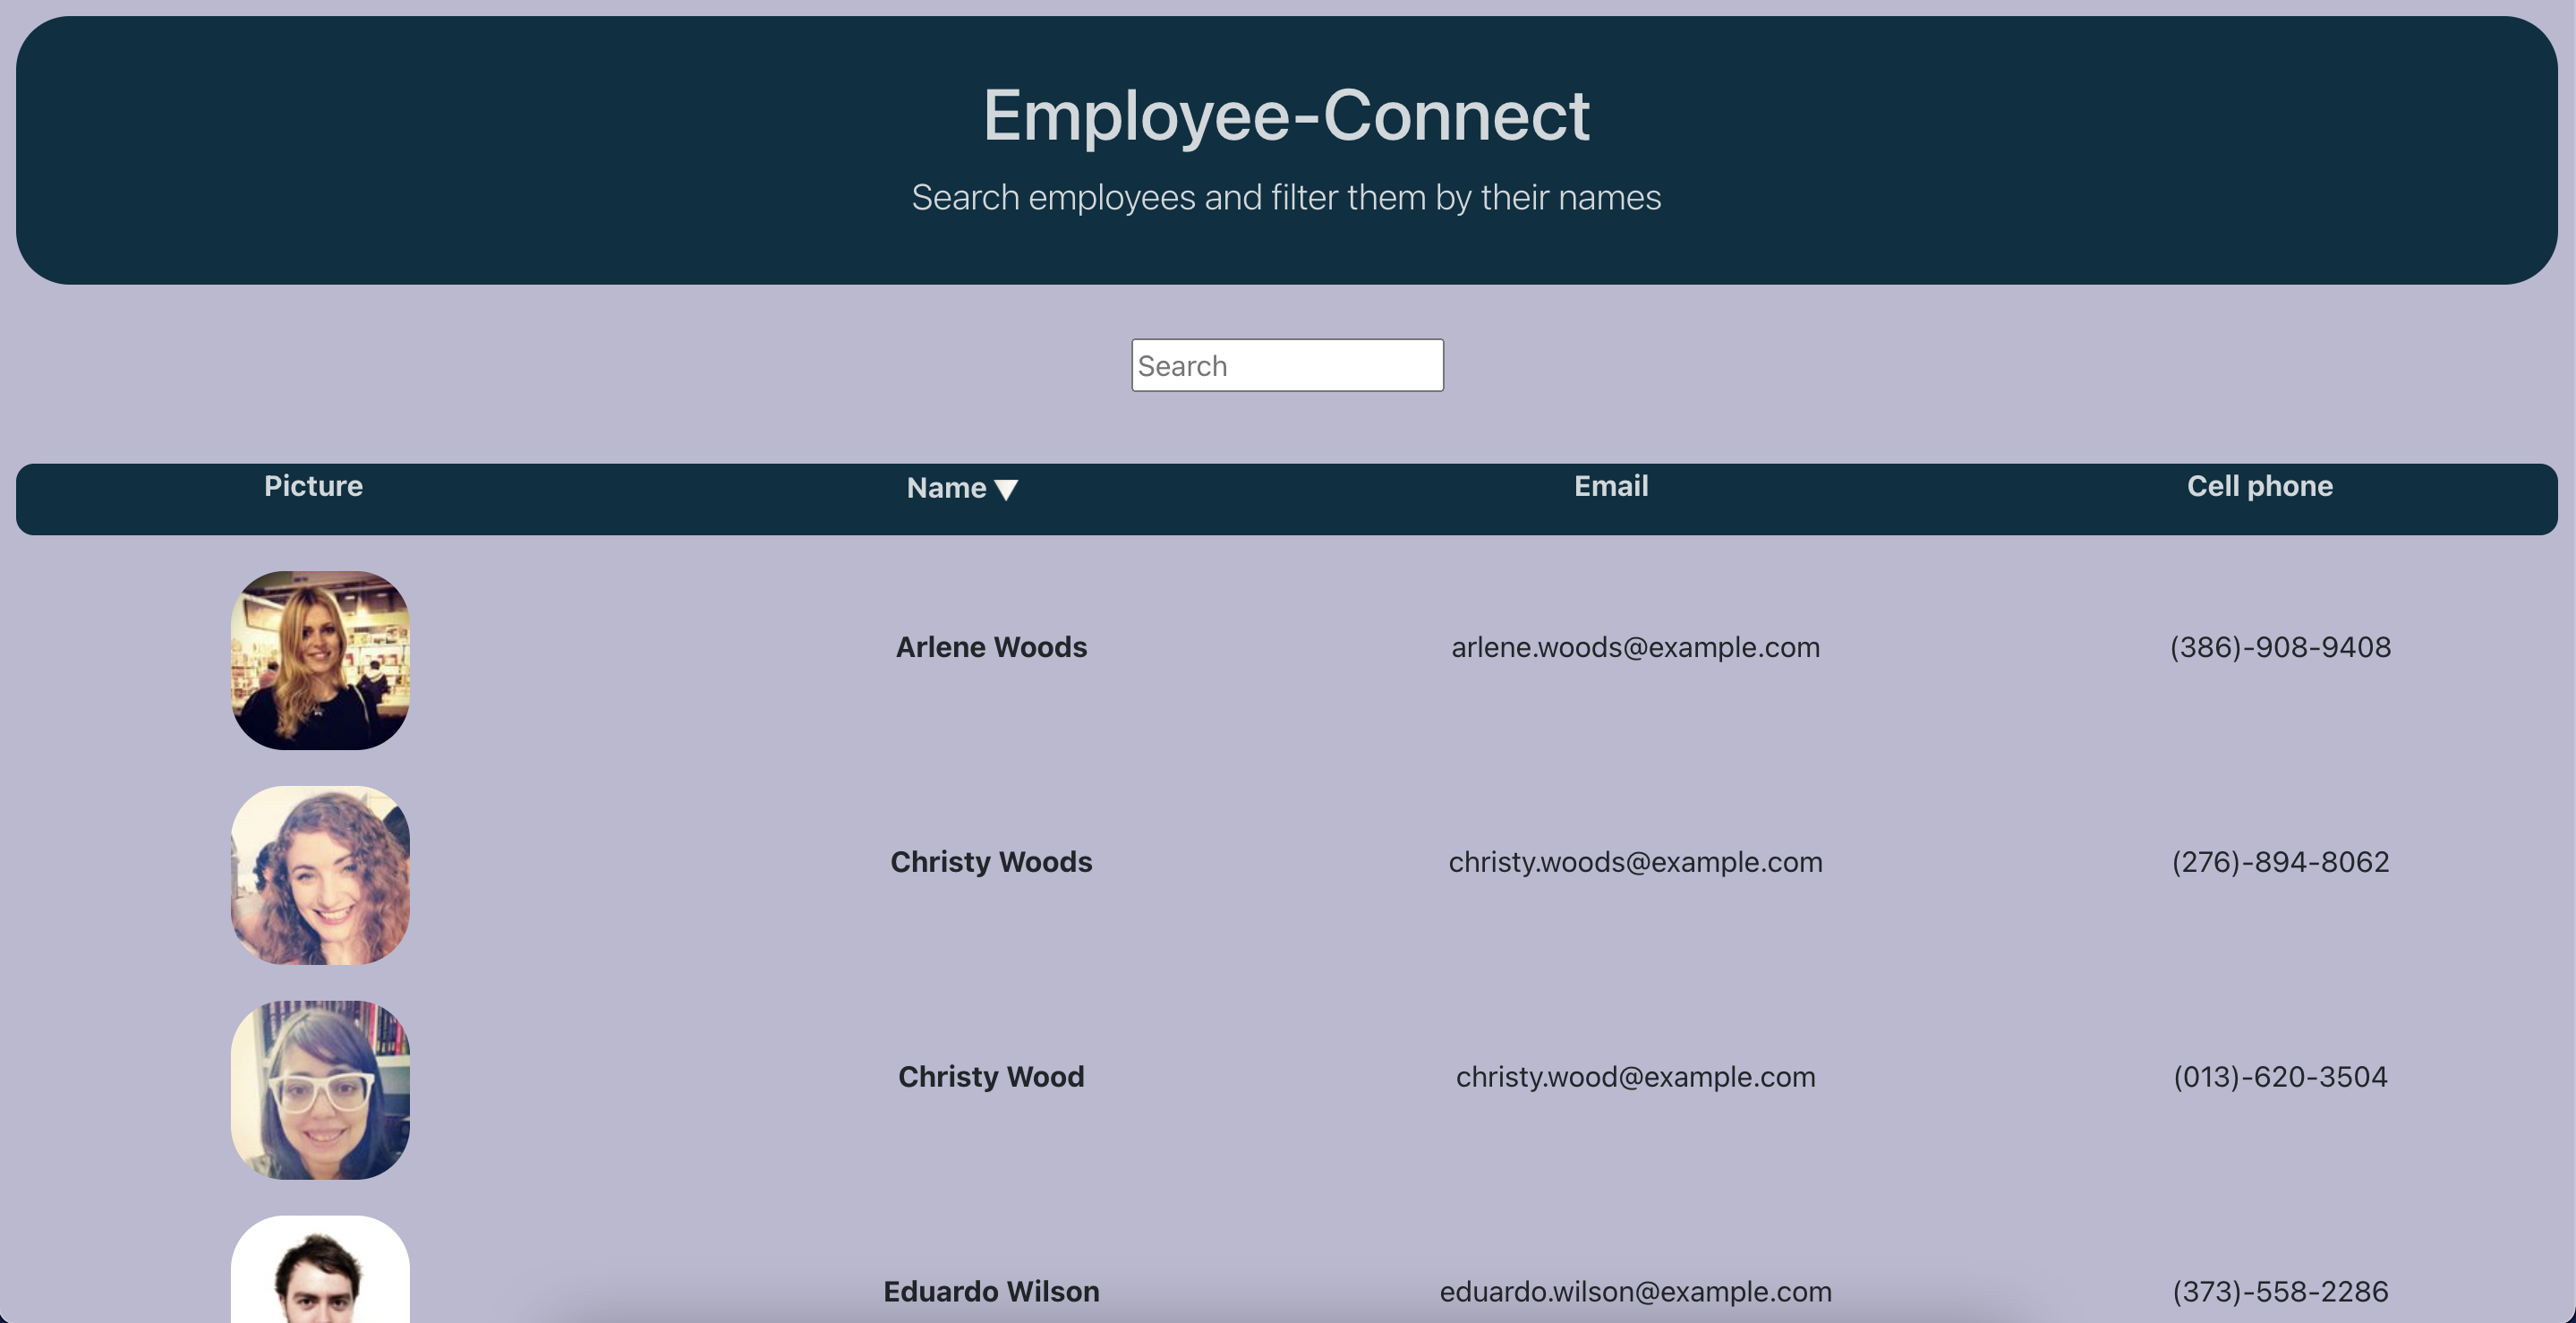 Employee-Connect
Search employees and filter them by their names
Search
Picture Name ▼ Email Cell phone
Arlene Woods arlene.woods@example.com (386)-908-9408
Christy Woods christy.woods@example.com (276)-894-8062
Christy Wood christy.wood@example.com (013)-620-3504
Eduardo Wilson eduardo.wilson@example.com (373)-558-2286